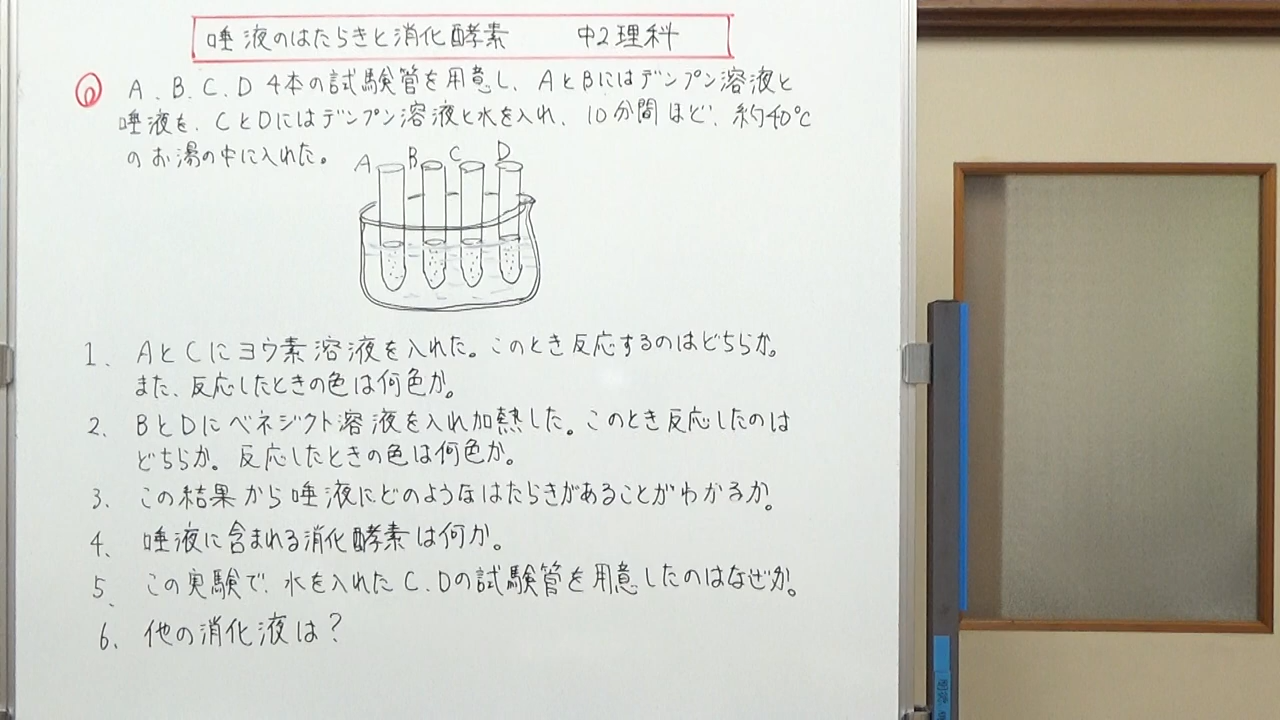 唾液のはたらきと消化酵素 中2理科
Q A、B、C、D 4本の試験管を用意し、AとBにはデンプン溶液と
唾液を、CとDにはデンプン溶液と水を入れ、10分間ほど、約40℃
のお湯の中に入れた。
A B C D
1、AとCにヨウ素溶液を入れた。このとき反応するのはどちらか。
また、反応したときの色は何色か。
2、BとDにベネジクト溶液を入れ加熱した。このとき反応したのは
どちらか。反応したときの色は何色か。
3、この結果から唾液にどのようなはたらきがあることがわかるか。
4、唾液に含まれる消化酵素は何か。
5、この実験で、水を入れたC、Dの試験管を用意したのはなぜか。
6、他の消化液は？